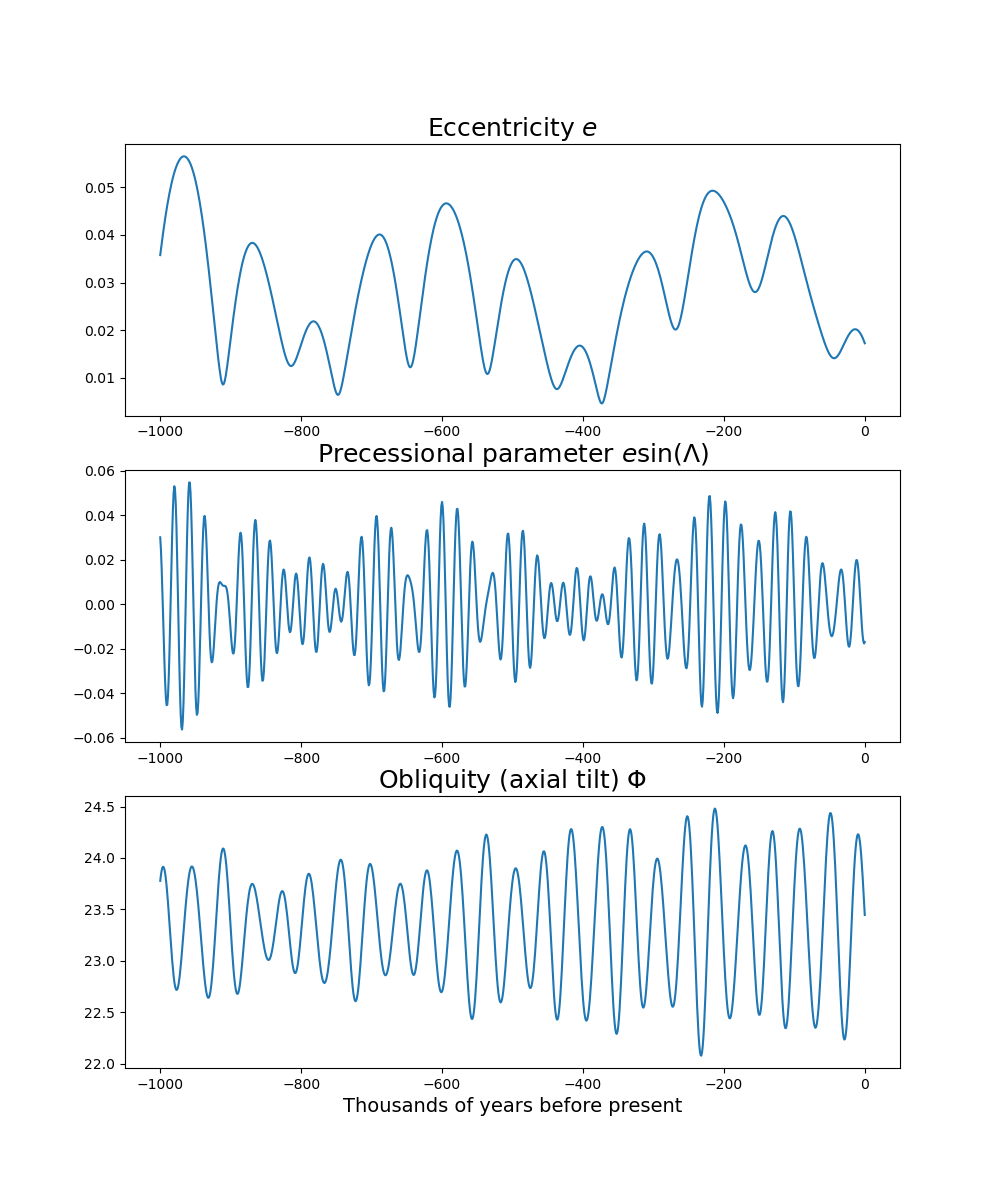 Eccentricity e
0.05
0.04
0.03
0.02
0.01
−1000 −800 −600 −400 −200 0
Precessional parameter esin(Λ)
0.06
0.04
0.02
0.00
−0.02
−0.04
−0.06
−1000 −800 −600 −400 −200 0
Obliquity (axial tilt) Φ
24.5
24.0
23.5
23.0
22.5
22.0
−1000 −800 −600 −400 −200 0
Thousands of years before present